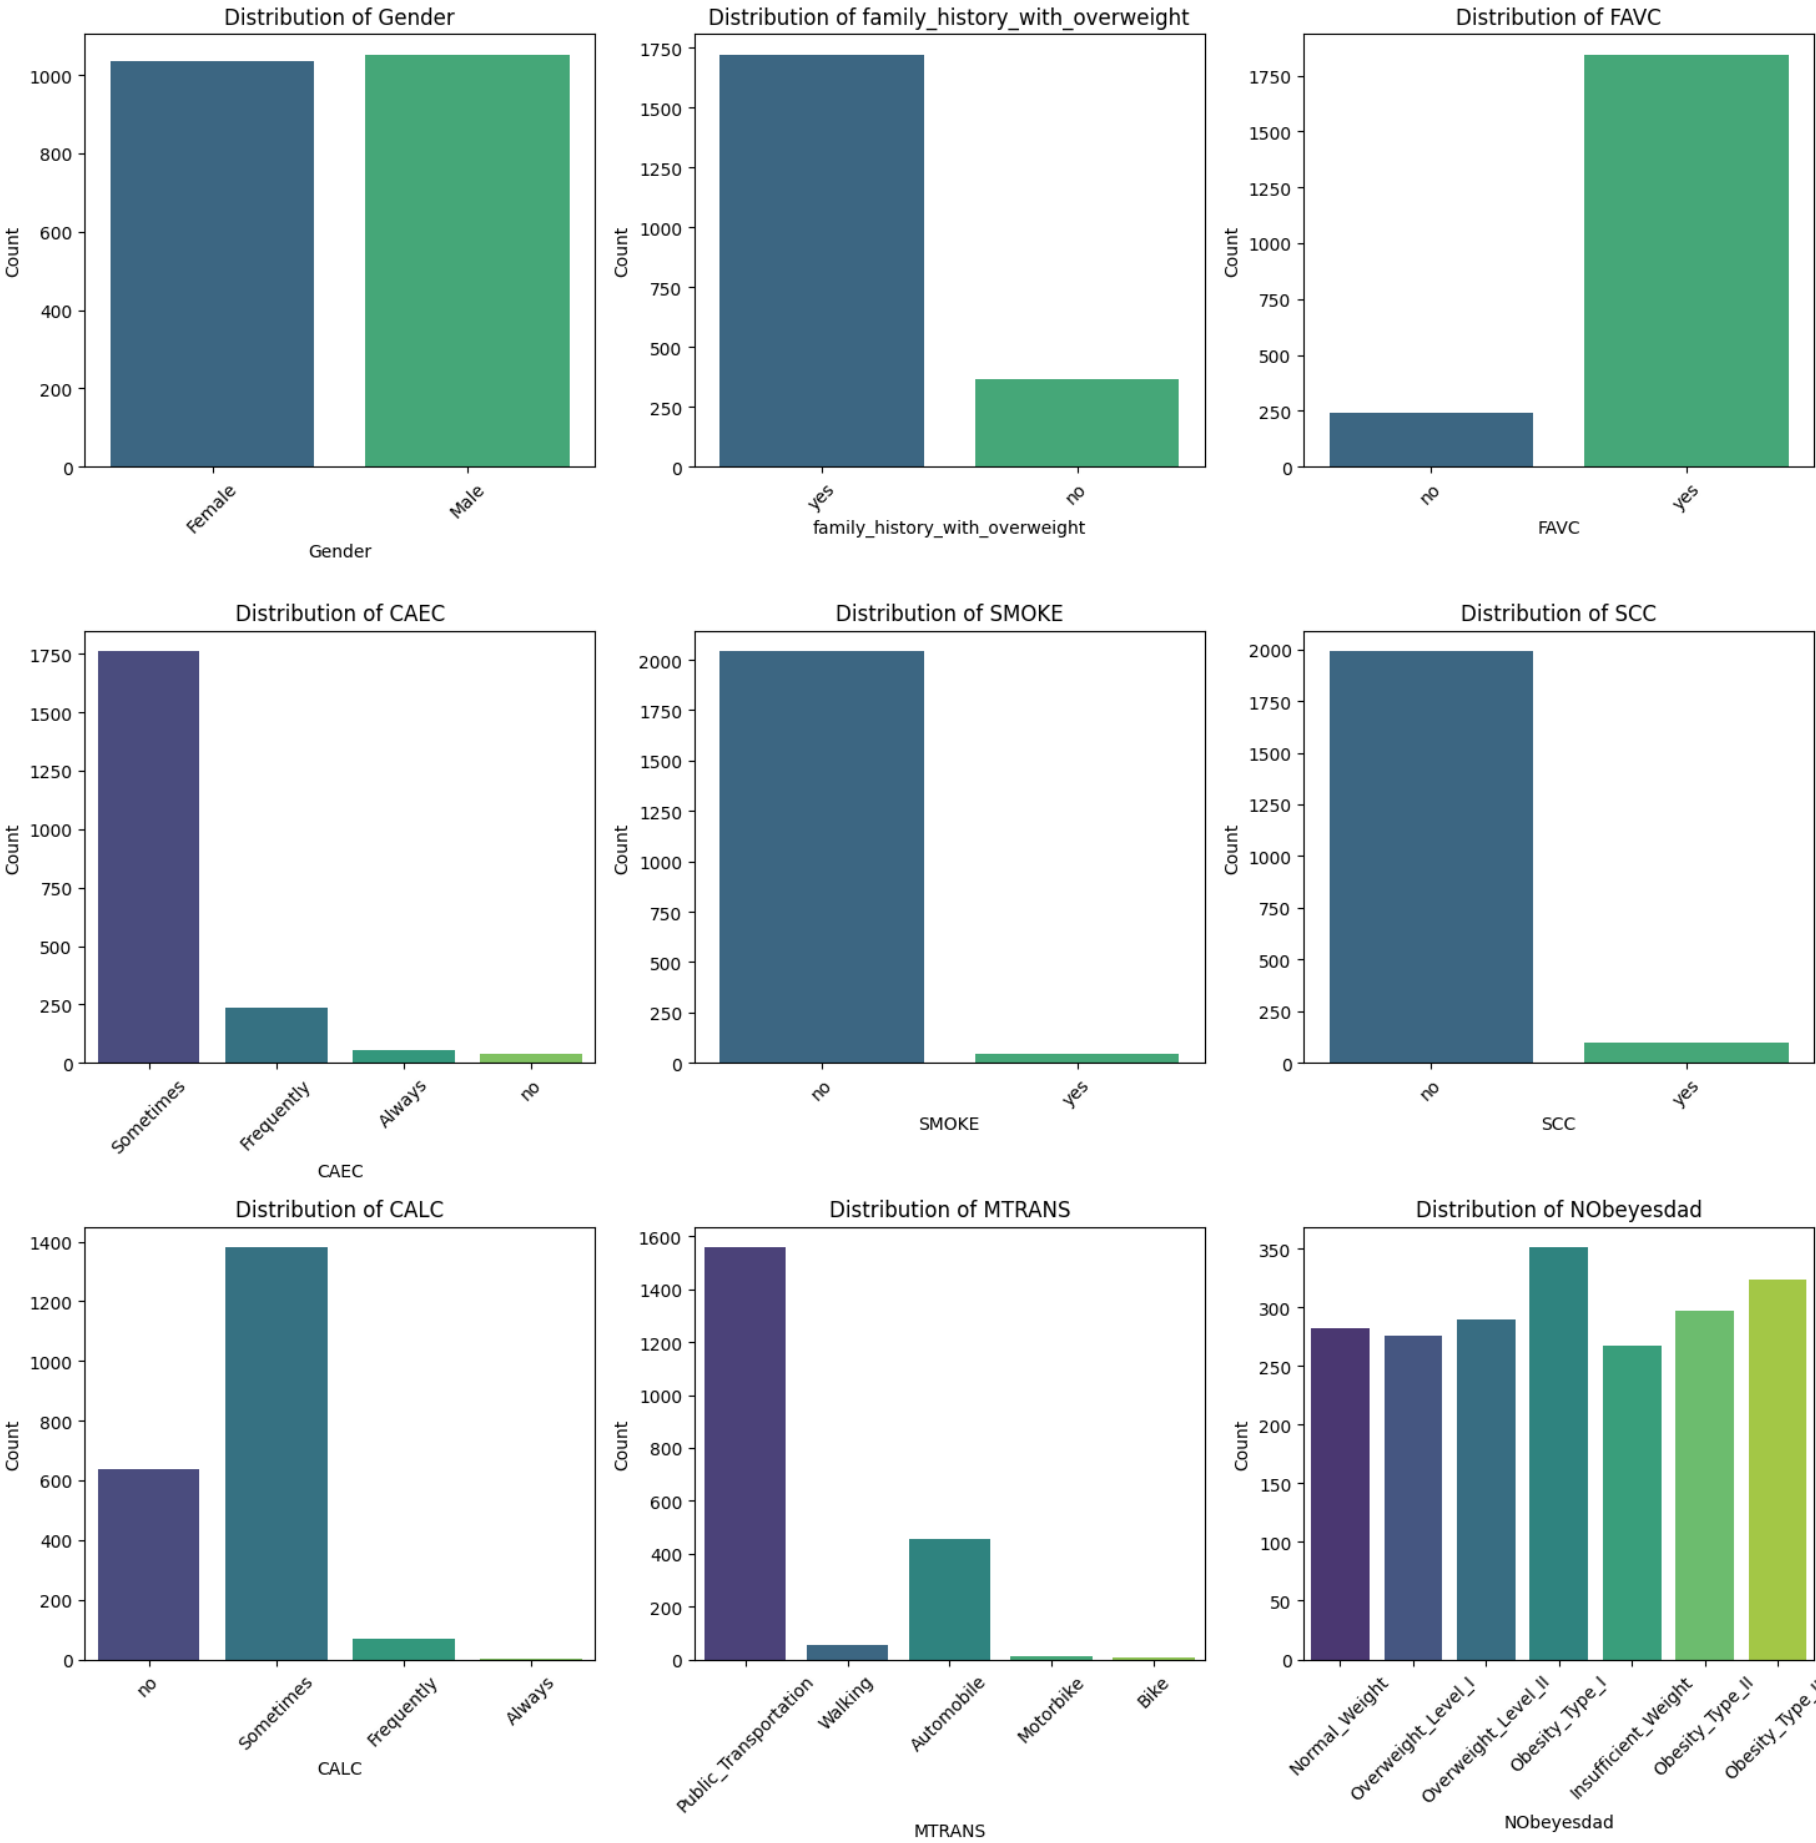 Distribution of Gender
1000
800
600
400
200
0
Count
Female
Male
Gender
Distribution of family_history_with_overweight
1750
1500
1250
1000
750
500
250
0
Count
yes
no
family_history_with_overweight
Distribution of FAVC
1750
1500
1250
1000
750
500
250
0
Count
no
yes
FAVC
Distribution of CAEC
1750
1500
1250
1000
750
500
250
0
Count
Sometimes
Frequently
Always
no
CAEC
Distribution of SMOKE
2000
1750
1500
1250
1000
750
500
250
0
Count
no
yes
SMOKE
Distribution of SCC
2000
1750
1500
1250
1000
750
500
250
0
Count
no
yes
SCC
Distribution of CALC
1400
1200
1000
800
600
400
200
0
Count
no
Sometimes
Frequently
Always
CALC
Distribution of MTRANS
1600
1400
1200
1000
800
600
400
200
0
Count
Public_Transportation
Walking
Automobile
Motorbike
Bike
MTRANS
Distribution of NObeyesdad
350
300
250
200
150
100
50
0
Count
Normal_Weight
Overweight_Level_I
Overweight_Level_II
Obesity_Type_I
Insufficient_Weight
Obesity_Type_II
NObeyesdad